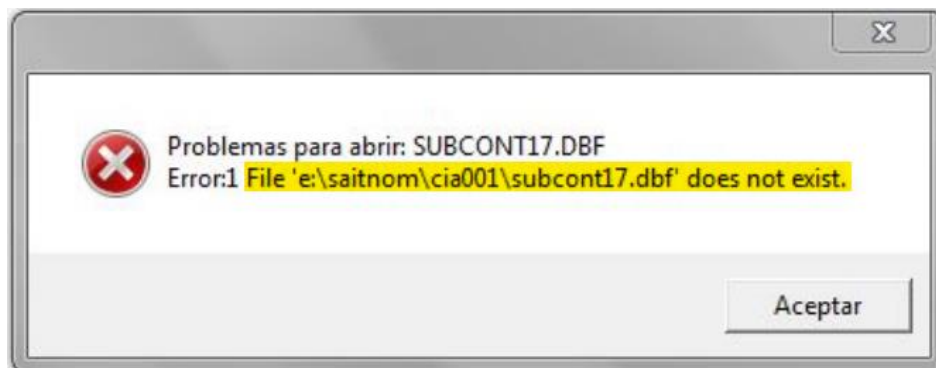 Problemas para abrir: SUBCONT17.DBF
Error:1 File 'e:\saitnom\cia001\subcont17.dbf' does not exist.
Aceptar